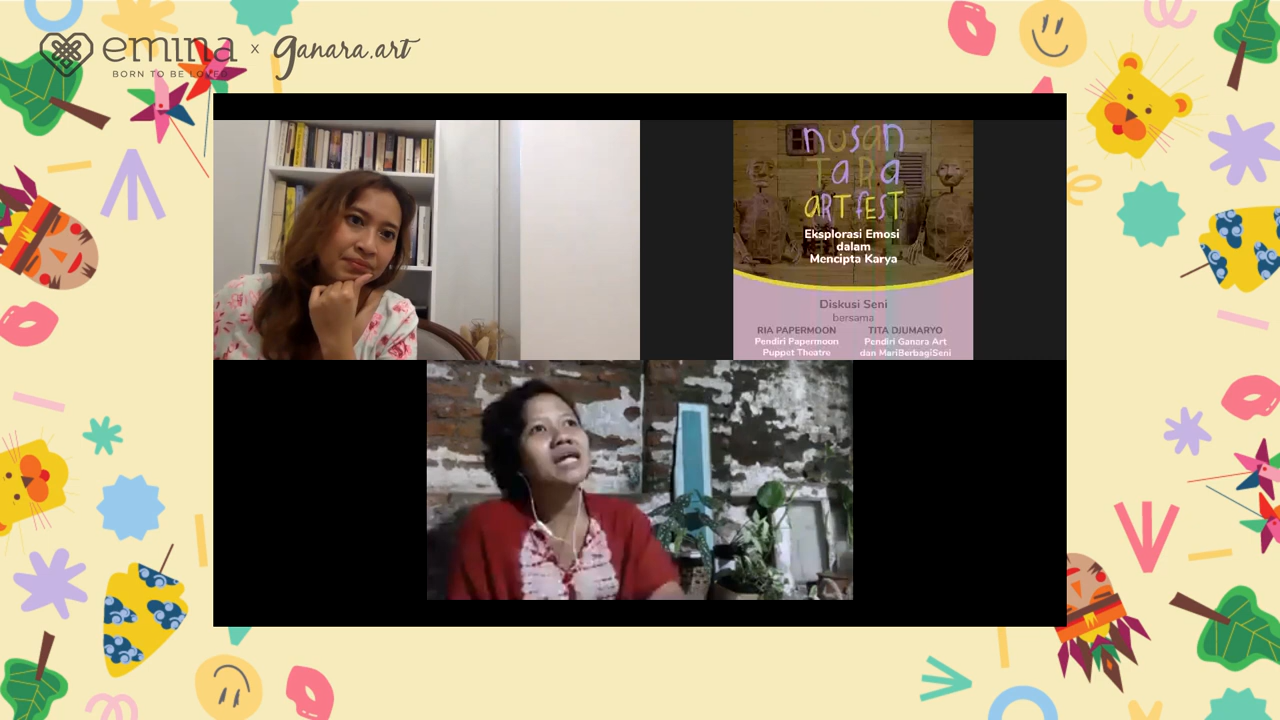 emina x ganara.art
BORN TO BE LOVED
nusan
TaRa
aRT fEST
Eksplorasi Emosi
dalam
Mencipta Karya
Diskusi Seni
bersama
RIA PAPERMOON
Pendiri Papermoon
Puppet Theatre
TITA DJUMARYO
Pendiri Ganara Art
dan MariBerbagiSeni